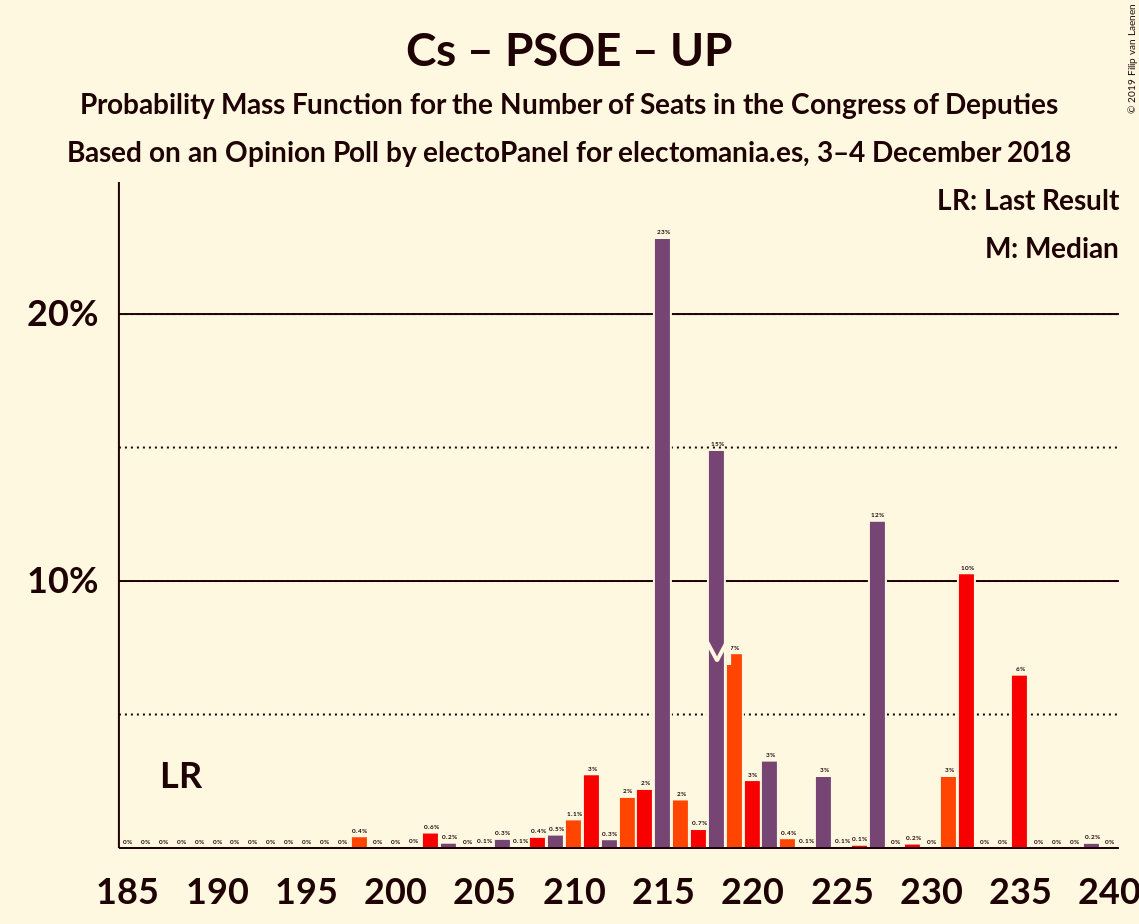 Cs – PSOE – UP
Probability Mass Function for the Number of Seats in the Congress of Deputies
Based on an Opinion Poll by electoPanel for electomania.es, 3–4 December 2018
© 2019 Filip van Laenen
LR: Last Result
M: Median
20%
10%
LR
M
0% 0% 0% 0% 0% 0% 0% 0% 0% 0% 0% 0% 0% 0.4% 0% 0% 0% 0.6% 0.2% 0% 0.1% 0.3% 0.1% 0.4% 0.5% 1.1% 3% 0.3% 2% 2% 23% 2% 0.7% 15% 7% 3% 3% 0.4% 0.1% 3% 0.1% 0.1% 12% 0% 0.2% 0% 3% 10% 0% 0% 6% 0% 0% 0% 0.2% 0%
185 190 195 200 205 210 215 220 225 230 235 240